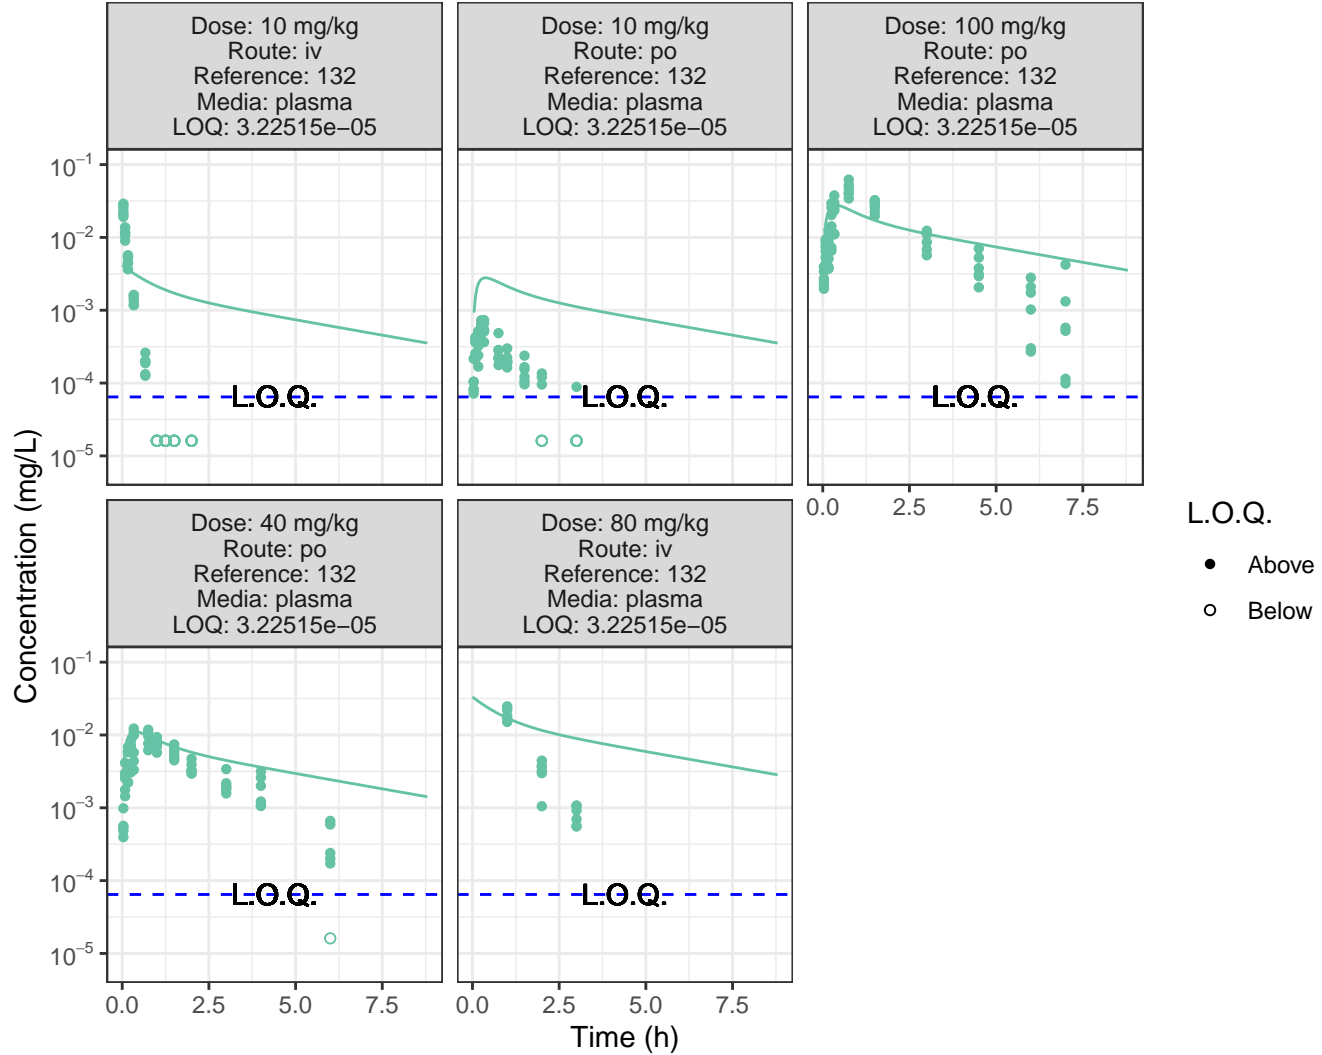 Dose: 10 mg/kg
Route: iv
Reference: 132
Media: plasma
LOQ: 3.22515e−05
Dose: 10 mg/kg
Route: po
Reference: 132
Media: plasma
LOQ: 3.22515e−05
Dose: 100 mg/kg
Route: po
Reference: 132
Media: plasma
LOQ: 3.22515e−05
10⁻¹
10⁻²
10⁻³
10⁻⁴
10⁻⁵
L.O.Q.
L.O.Q.
L.O.Q.
0.0 2.5 5.0 7.5
Dose: 40 mg/kg
Route: po
Reference: 132
Media: plasma
LOQ: 3.22515e−05
Dose: 80 mg/kg
Route: iv
Reference: 132
Media: plasma
LOQ: 3.22515e−05
10⁻¹
10⁻²
10⁻³
10⁻⁴
10⁻⁵
L.O.Q.
L.O.Q.
0.0 2.5 5.0 7.5
0.0 2.5 5.0 7.5
Time (h)
Concentration (mg/L)
L.O.Q.
Above
Below